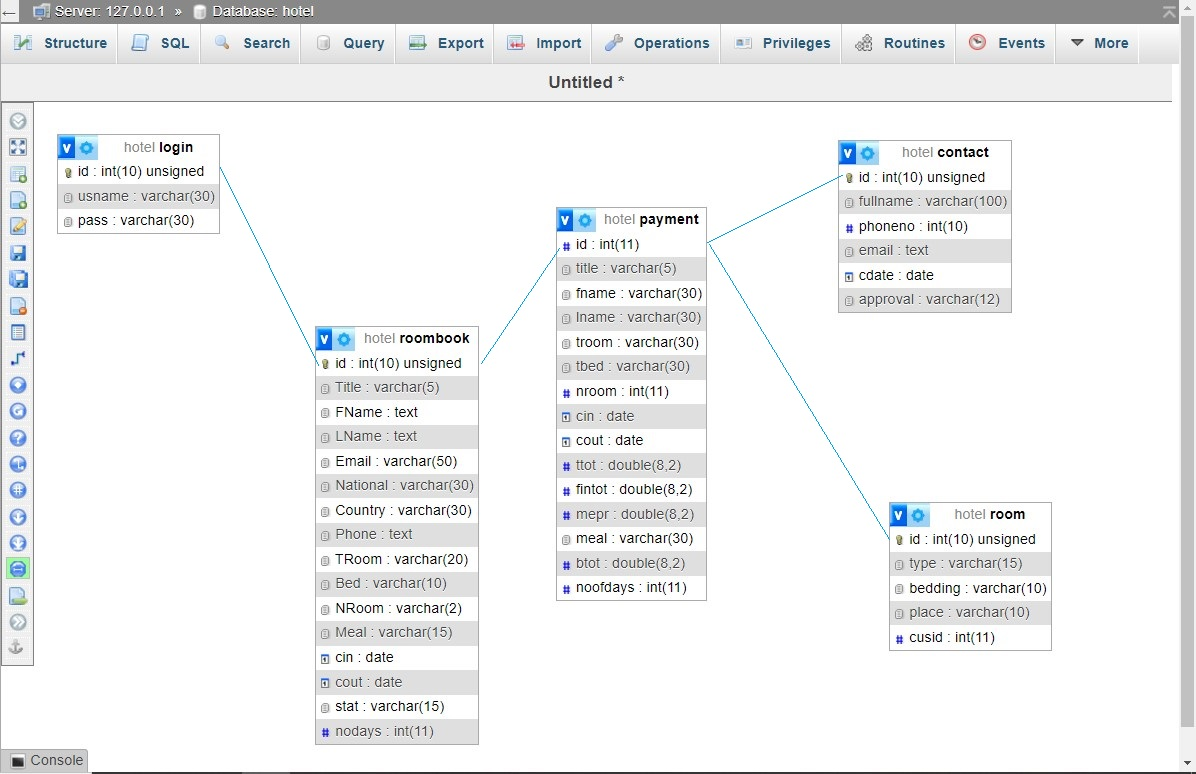 Server: 127.0.0.1 » Database: hotel
Structure SQL Search Query Export Import Operations Privileges Routines Events More
Untitled *
hotel login
id : int(10) unsigned
usname : varchar(30)
pass : varchar(30)
hotel roombook
id : int(10) unsigned
Title : varchar(5)
FName : text
LName : text
Email : varchar(50)
National : varchar(30)
Country : varchar(30)
Phone : text
TRoom : varchar(20)
Bed : varchar(10)
NRoom : varchar(2)
Meal : varchar(15)
cin : date
cout : date
stat : varchar(15)
nodays : int(11)
hotel payment
id : int(11)
title : varchar(5)
fname : varchar(30)
lname : varchar(30)
troom : varchar(30)
tbed : varchar(30)
nroom : int(11)
cin : date
cout : date
ttot : double(8,2)
fintot : double(8,2)
mepr : double(8,2)
meal : varchar(30)
btot : double(8,2)
noofdays : int(11)
hotel contact
id : int(10) unsigned
fullname : varchar(100)
phoneno : int(10)
email : text
cdate : date
approval : varchar(12)
hotel room
id : int(10) unsigned
type : varchar(15)
bedding : varchar(10)
place : varchar(10)
cusid : int(11)
Console